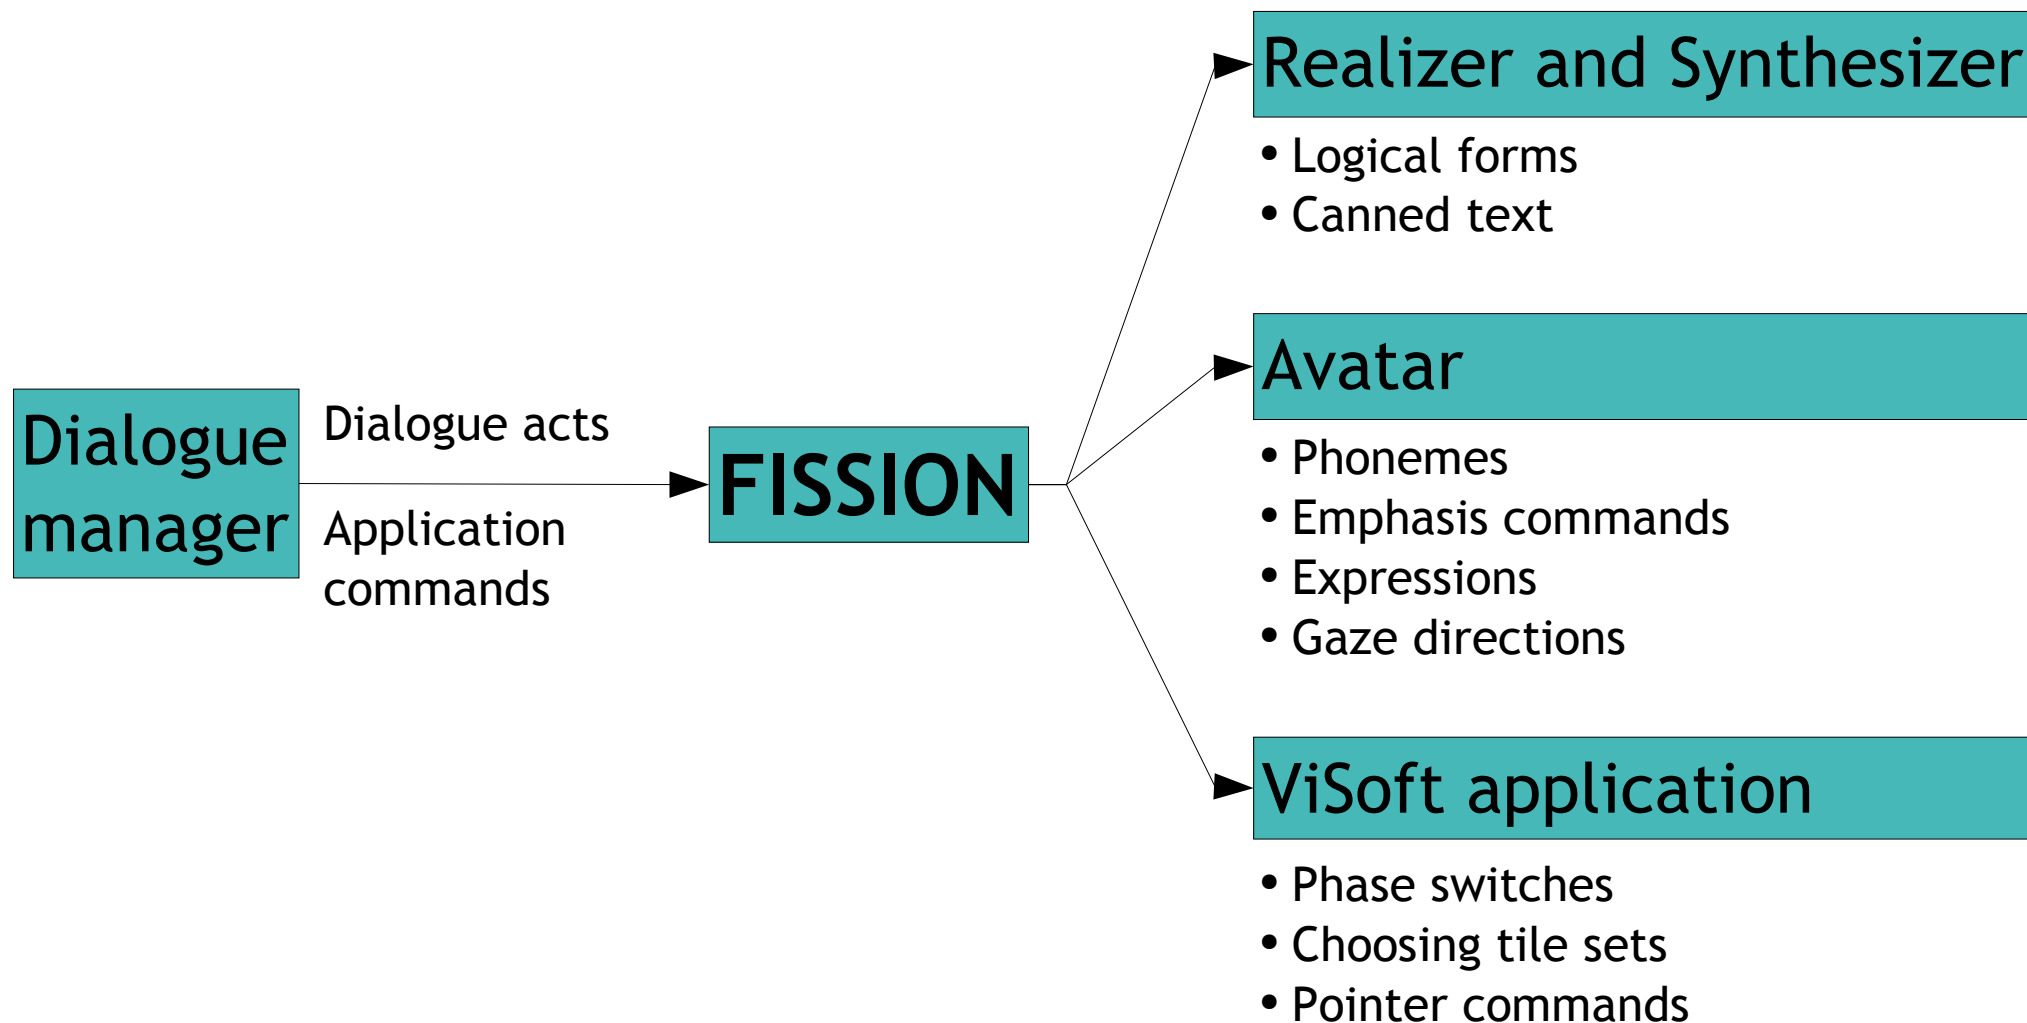 Dialogue
manager
Dialogue acts
Application
commands
FISSION
Realizer and Synthesizer
• Logical forms
• Canned text
Avatar
• Phonemes
• Emphasis commands
• Expressions
• Gaze directions
ViSoft application
• Phase switches
• Choosing tile sets
• Pointer commands